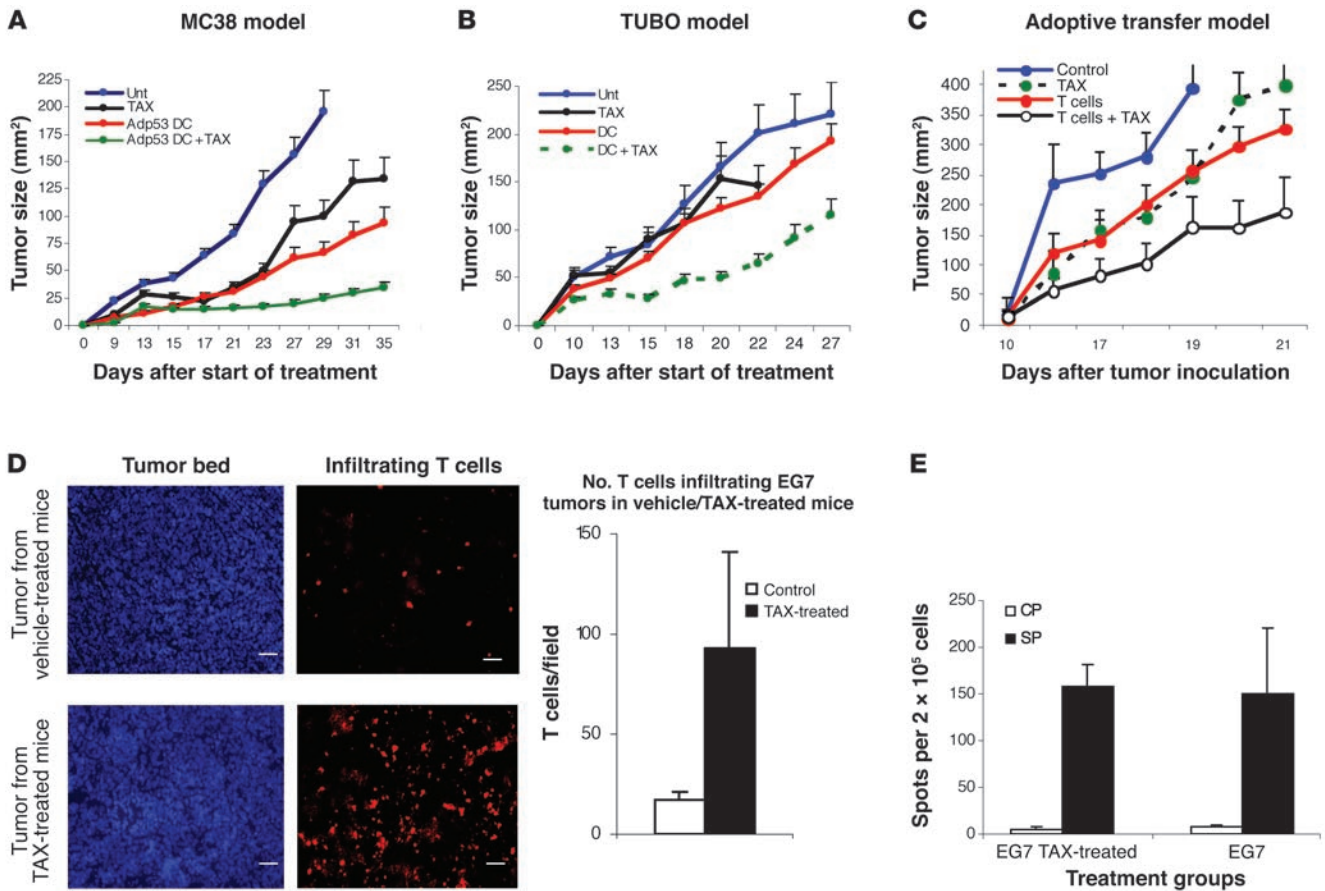 A
MC38 model
Tumor size (mm²)
225
200
175
150
125
100
75
50
25
0
Unt
TAX
Adp53 DC
Adp53 DC + TAX
0 9 13 15 17 21 23 27 29 31 35
Days after start of treatment
B
TUBO model
Tumor size (mm²)
250
200
150
100
50
0
Unt
TAX
DC
DC + TAX
0 10 13 15 18 20 22 24 27
Days after start of treatment
C
Adoptive transfer model
Tumor size (mm²)
400
350
300
250
200
150
100
50
0
Control
TAX
T cells
T cells + TAX
10 17 19 21
Days after tumor inoculation
D
Tumor bed
Infiltrating T cells
Tumor from
vehicle-treated mice
Tumor from
TAX-treated mice
No. T cells infiltrating EG7
tumors in vehicle/TAX-treated mice
T cells/field
150
100
50
0
Control
TAX-treated
E
Spots per 2 × 10⁵ cells
250
200
150
100
50
0
CP
SP
EG7 TAX-treated EG7
Treatment groups